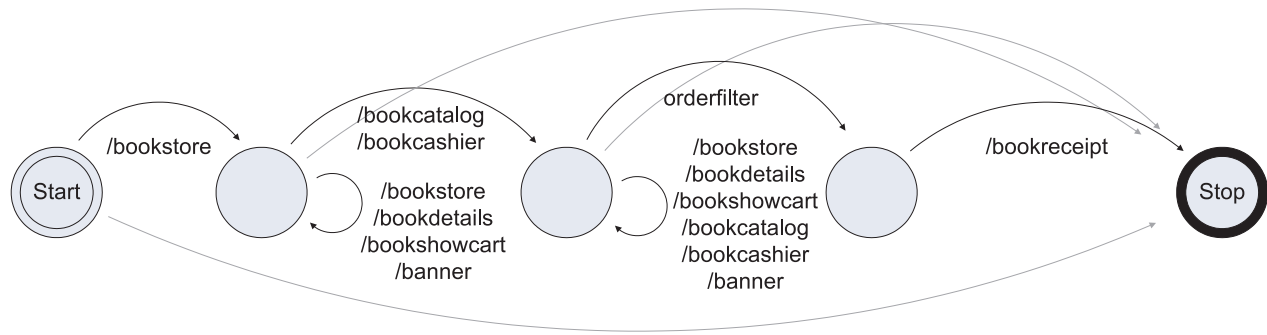 Start
/bookstore
/bookcatalog
/bookcashier
/bookstore
/bookdetails
/bookshowcart
/banner
orderfilter
/bookstore
/bookdetails
/bookshowcart
/bookcatalog
/bookcashier
/banner
/bookreceipt
Stop